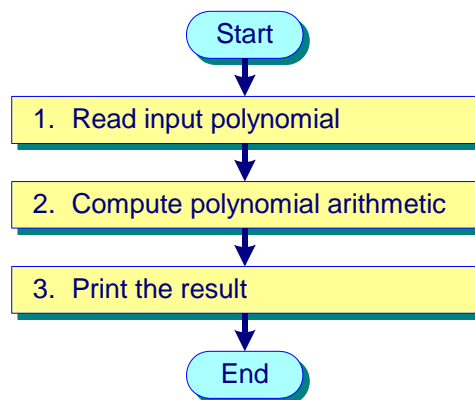 Start
1. Read input polynomial
2. Compute polynomial arithmetic
3. Print the result
End